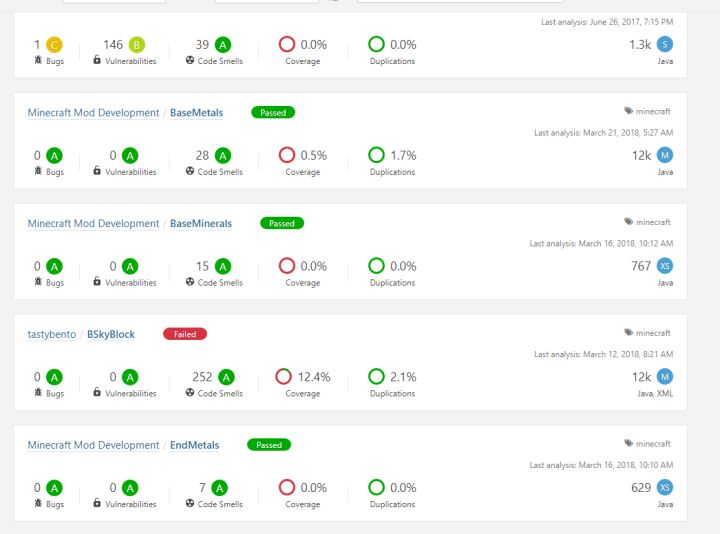 Last analysis: June 26, 2017, 7:15 PM
1 C 146 B 39 A 0.0% 0.0% 1.3k S
Bugs Vulnerabilities Code Smells Coverage Duplications Java
Minecraft Mod Development / BaseMetals Passed minecraft
Last analysis: March 21, 2018, 5:27 AM
0 A 0 A 28 A 0.5% 1.7% 12k M
Bugs Vulnerabilities Code Smells Coverage Duplications Java
Minecraft Mod Development / BaseMinerals Passed minecraft
Last analysis: March 16, 2018, 10:12 AM
0 A 0 A 15 A 0.0% 0.0% 767 XS
Bugs Vulnerabilities Code Smells Coverage Duplications Java
tastybento / BSkyBlock Failed minecraft
Last analysis: March 12, 2018, 8:21 AM
0 A 0 A 252 A 12.4% 2.1% 12k M
Bugs Vulnerabilities Code Smells Coverage Duplications Java, XML
Minecraft Mod Development / EndMetals Passed minecraft
Last analysis: March 16, 2018, 10:10 AM
0 A 0 A 7 A 0.0% 0.0% 629 XS
Bugs Vulnerabilities Code Smells Coverage Duplications Java